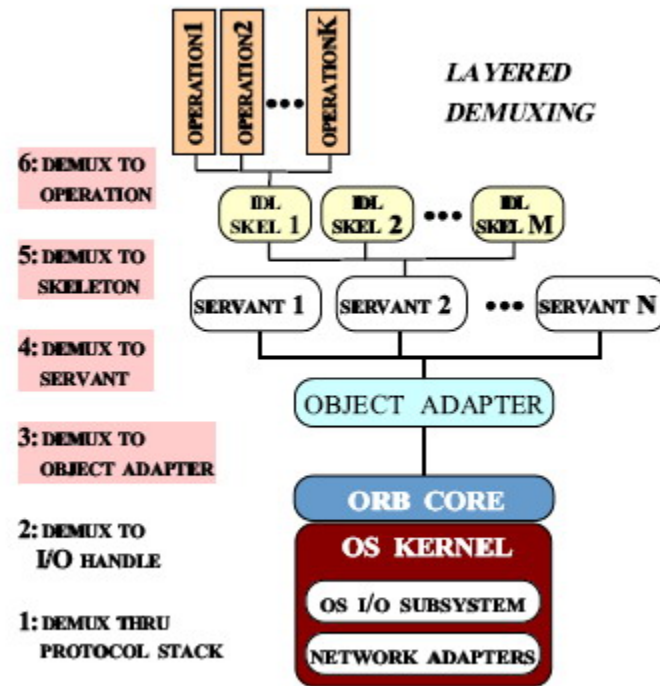 OPERATION1
OPERATION2
•••
OPERATIONK
LAYERED
DEMUXING
6: DEMUX TO
OPERATION
IDL
SKEL 1
IDL
SKEL 2
•••
IDL
SKEL M
5: DEMUX TO
SKELETON
SERVANT 1
SERVANT 2
•••
SERVANT N
4: DEMUX TO
SERVANT
OBJECT ADAPTER
3: DEMUX TO
OBJECT ADAPTER
ORB CORE
2: DEMUX TO
I/O HANDLE
OS KERNEL
OS I/O SUBSYSTEM
1: DEMUX THRU
PROTOCOL STACK
NETWORK ADAPTERS